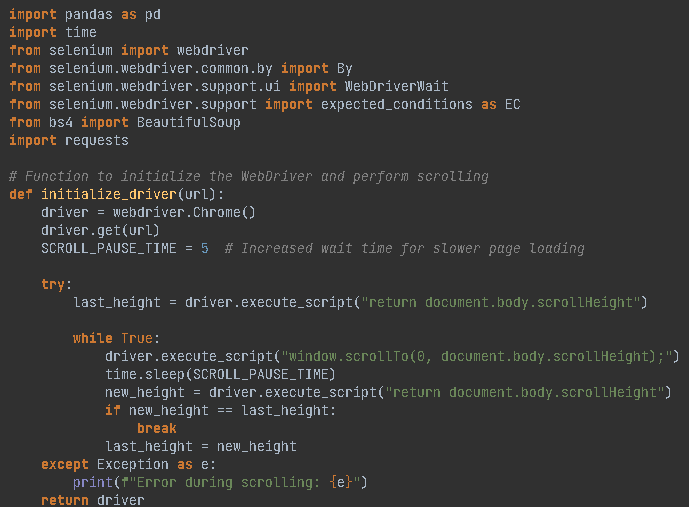 import pandas as pd
import time
from selenium import webdriver
from selenium.webdriver.common.by import By
from selenium.webdriver.support.ui import WebDriverWait
from selenium.webdriver.support import expected_conditions as EC
from bs4 import BeautifulSoup
import requests

# Function to initialize the WebDriver and perform scrolling
def initialize_driver(url):
    driver = webdriver.Chrome()
    driver.get(url)
    SCROLL_PAUSE_TIME = 5  # Increased wait time for slower page loading

    try:
        last_height = driver.execute_script("return document.body.scrollHeight")

        while True:
            driver.execute_script("window.scrollTo(0, document.body.scrollHeight);")
            time.sleep(SCROLL_PAUSE_TIME)
            new_height = driver.execute_script("return document.body.scrollHeight")
            if new_height == last_height:
                break
            last_height = new_height
    except Exception as e:
        print(f"Error during scrolling: {e}")
    return driver